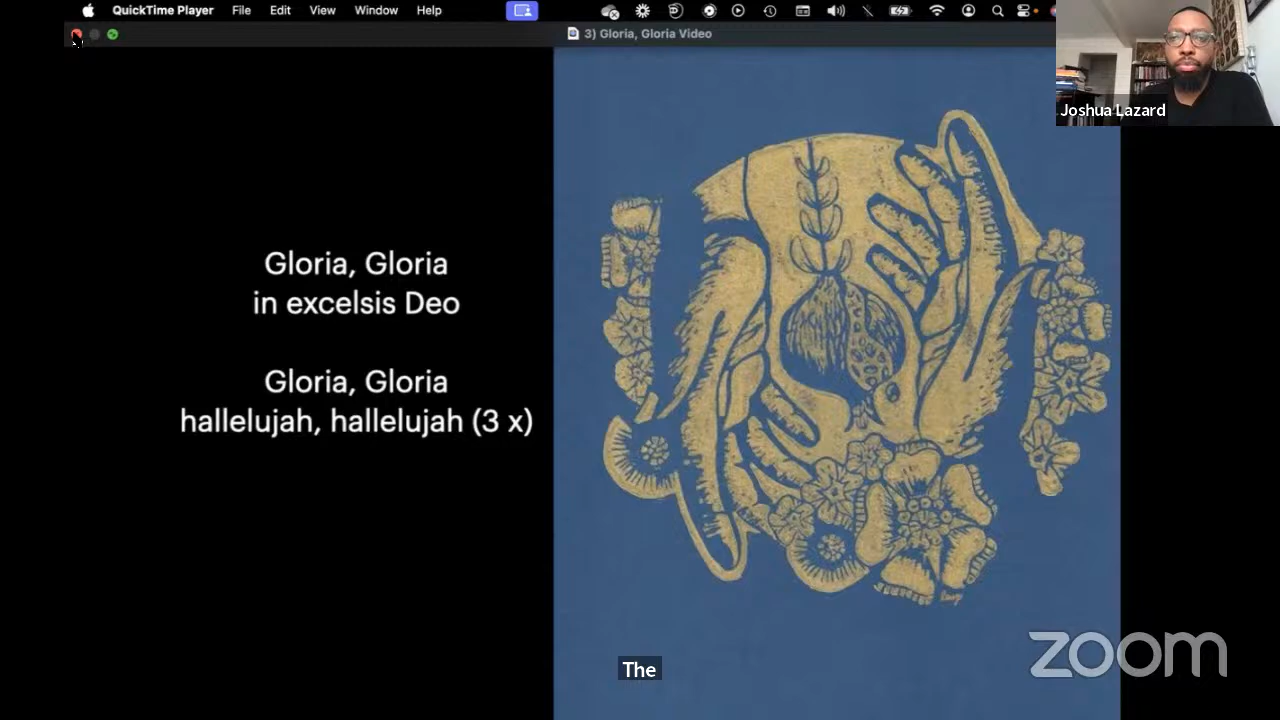 QuickTime Player File Edit View Window Help
3) Gloria, Gloria Video
Joshua Lazard
Gloria, Gloria
in excelsis Deo
Gloria, Gloria
hallelujah, hallelujah (3 x)
The
zoom